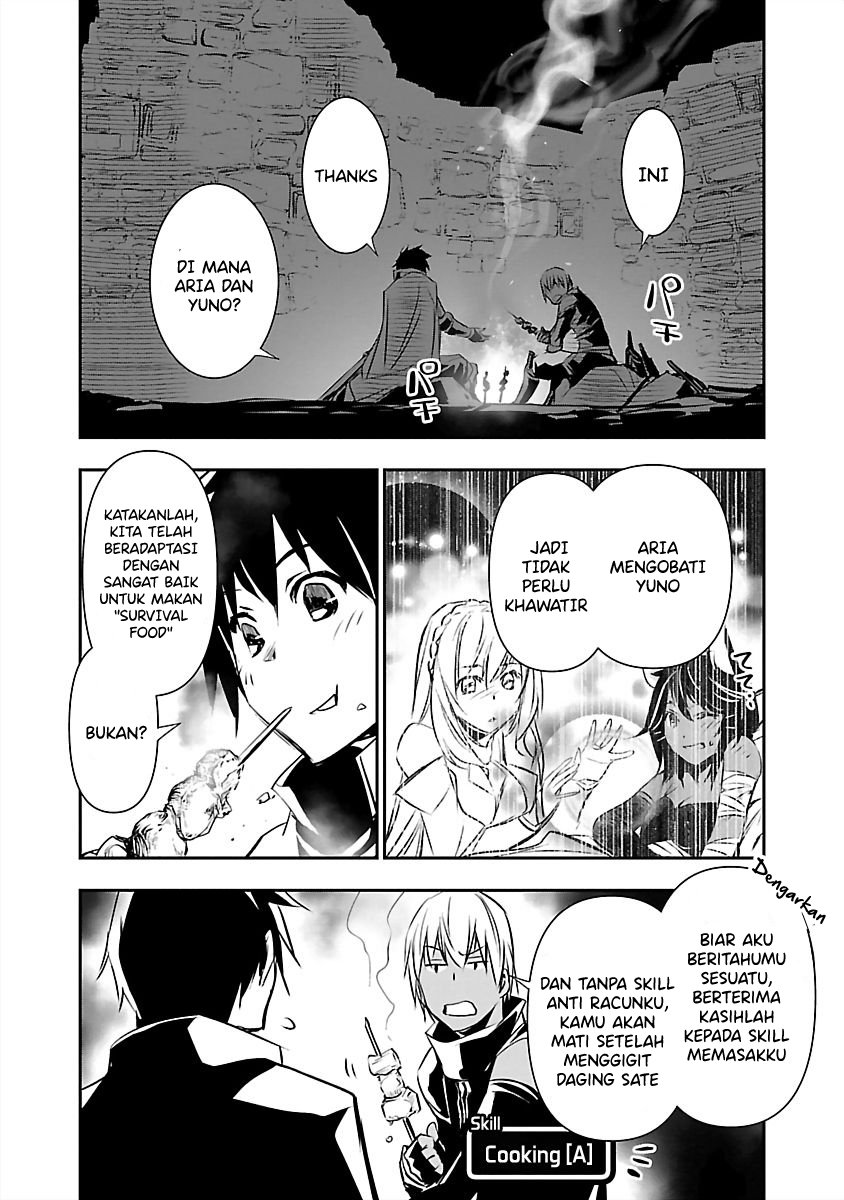 INI
THANKS
DI MANA
ARIA DAN
YUNO?
パチ
パチ
ARIA
MENGOBATI
YUNO
JADI
TIDAK
PERLU
KHAWATIR
KATAKANLAH,
KITA TELAH
BERADAPTASI
DENGAN
SANGAT BAIK
UNTUK MAKAN
"SURVIVAL
FOOD"
BUKAN?
Dengarkan
BIAR AKU
BERITAHUMU
SESUATU,
BERTERIMA
KASIHLAH
KEPADA SKILL
MEMASAKKU
DAN TANPA SKILL
ANTI RACUNKU,
KAMU AKAN
MATI SETELAH
MENGGIGIT
DAGING SATE
Skill
Cooking [A]